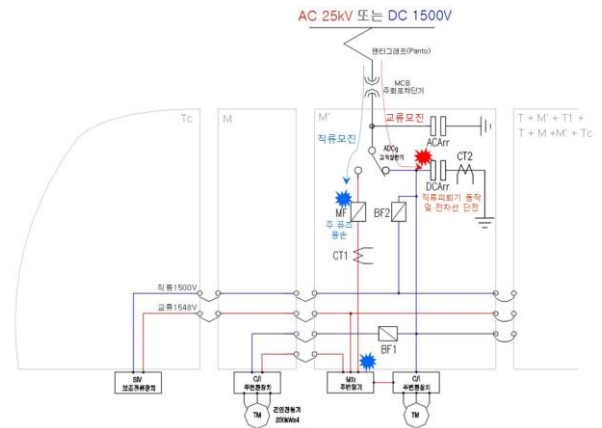 AC 25kV 또는 DC 1500V
팬터그래프(Panto)
MCB
주회로차단기
Tc
M
M'
직류모진
교류모진
T + M' + T1 +
T + M +M' + Tc
ACArr
ADCg
교직절환기
CT2
DCArr
직류피뢰기 동작
및 전차선 단전
MF
주 퓨즈
용손
BF2
CT1
직류1500V
교류1548V
BF1
SIV
보조전원장치
C/I
주변환장치
MTr
주변압기
C/I
주변환장치
TM
견인전동기
200kW×4
TM